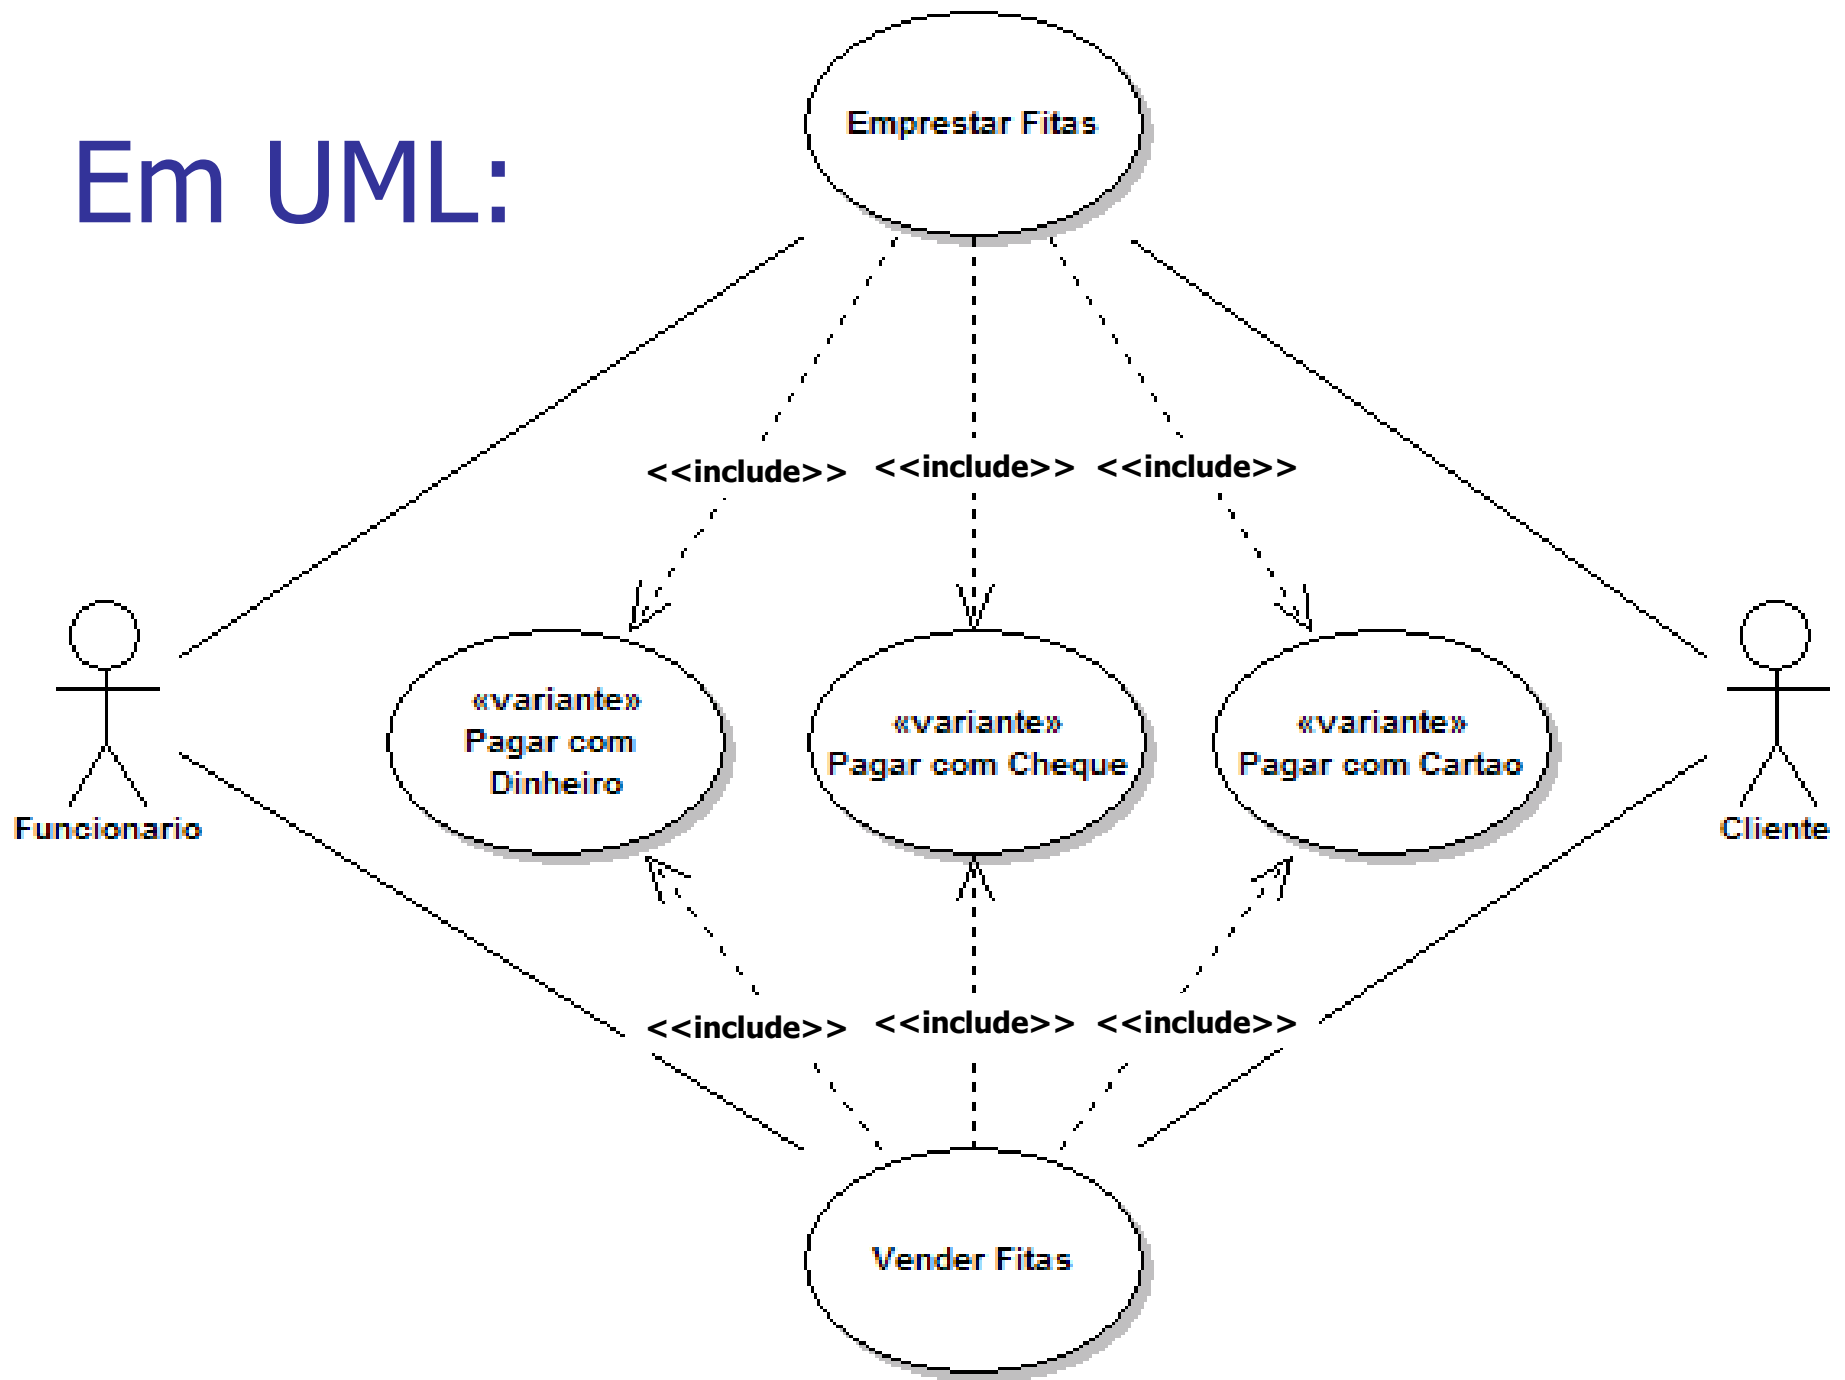 Emprestar Fitas
Em UML:
<<include>> <<include>> <<include>>
«variante»
Pagar com
Dinheiro
«variante»
Pagar com Cheque
«variante»
Pagar com Cartao
Funcionario
Cliente
<<include>> <<include>> <<include>>
Vender Fitas